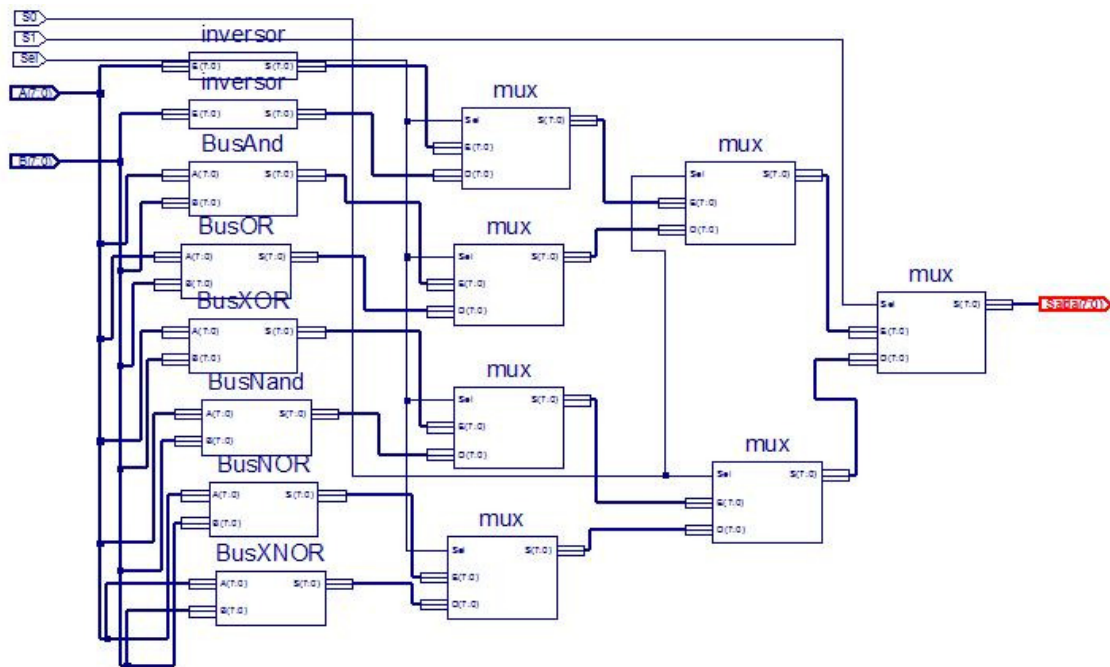 S0
S1
Sel
A(7:0)
B(7:0)
inversor
E(7:0) S(7:0)
inversor
E(7:0) S(7:0)
BusAnd
A(7:0) S(7:0)
B(7:0)
BusOR
A(7:0) S(7:0)
B(7:0)
BusXOR
A(7:0) S(7:0)
B(7:0)
BusNand
A(7:0) S(7:0)
B(7:0)
BusNOR
A(7:0) S(7:0)
B(7:0)
BusXNOR
A(7:0) S(7:0)
B(7:0)
mux
Sel S(7:0)
E(7:0)
D(7:0)
mux
Sel S(7:0)
E(7:0)
D(7:0)
mux
Sel S(7:0)
E(7:0)
D(7:0)
mux
Sel S(7:0)
E(7:0)
D(7:0)
mux
Sel S(7:0)
E(7:0)
D(7:0)
mux
Sel S(7:0)
E(7:0)
D(7:0)
mux
Sel S(7:0)
E(7:0)
D(7:0)